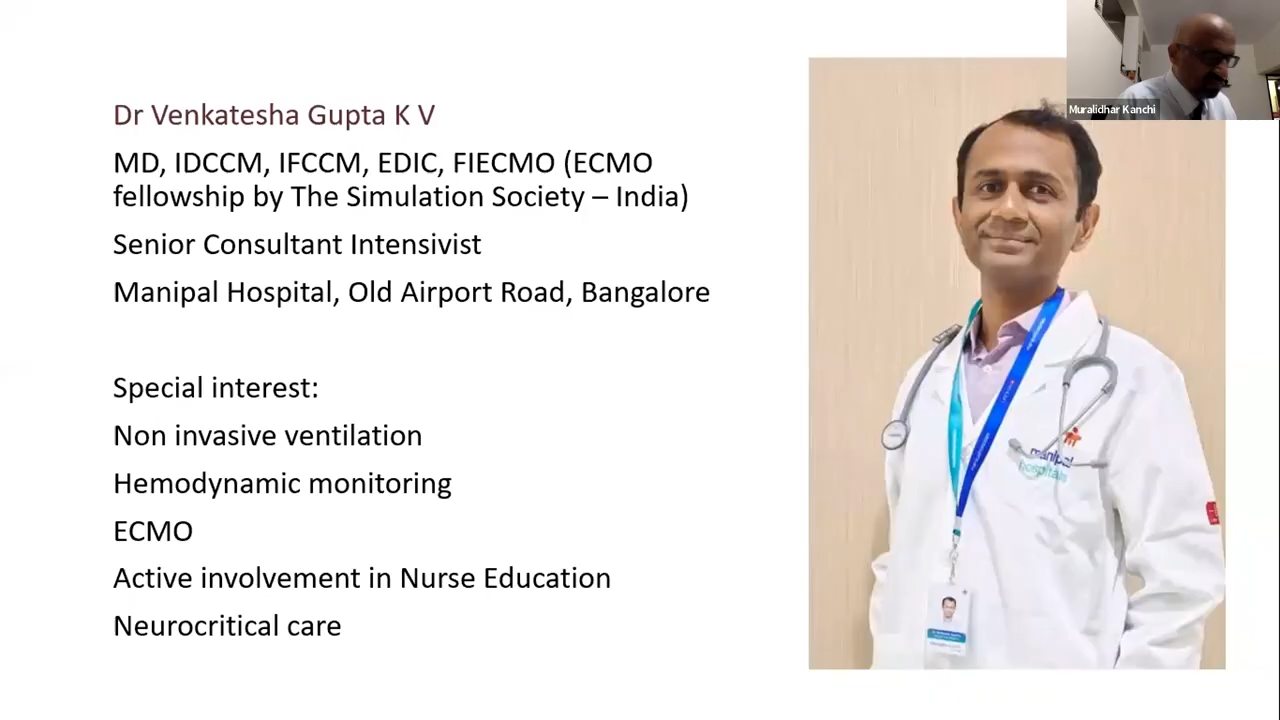 Muralidhar Kanchi
Dr Venkatesha Gupta K V
MD, IDCCM, IFCCM, EDIC, FIECMO (ECMO
fellowship by The Simulation Society – India)
Senior Consultant Intensivist
Manipal Hospital, Old Airport Road, Bangalore
Special interest:
Non invasive ventilation
Hemodynamic monitoring
ECMO
Active involvement in Nurse Education
Neurocritical care
manipal
hospitals